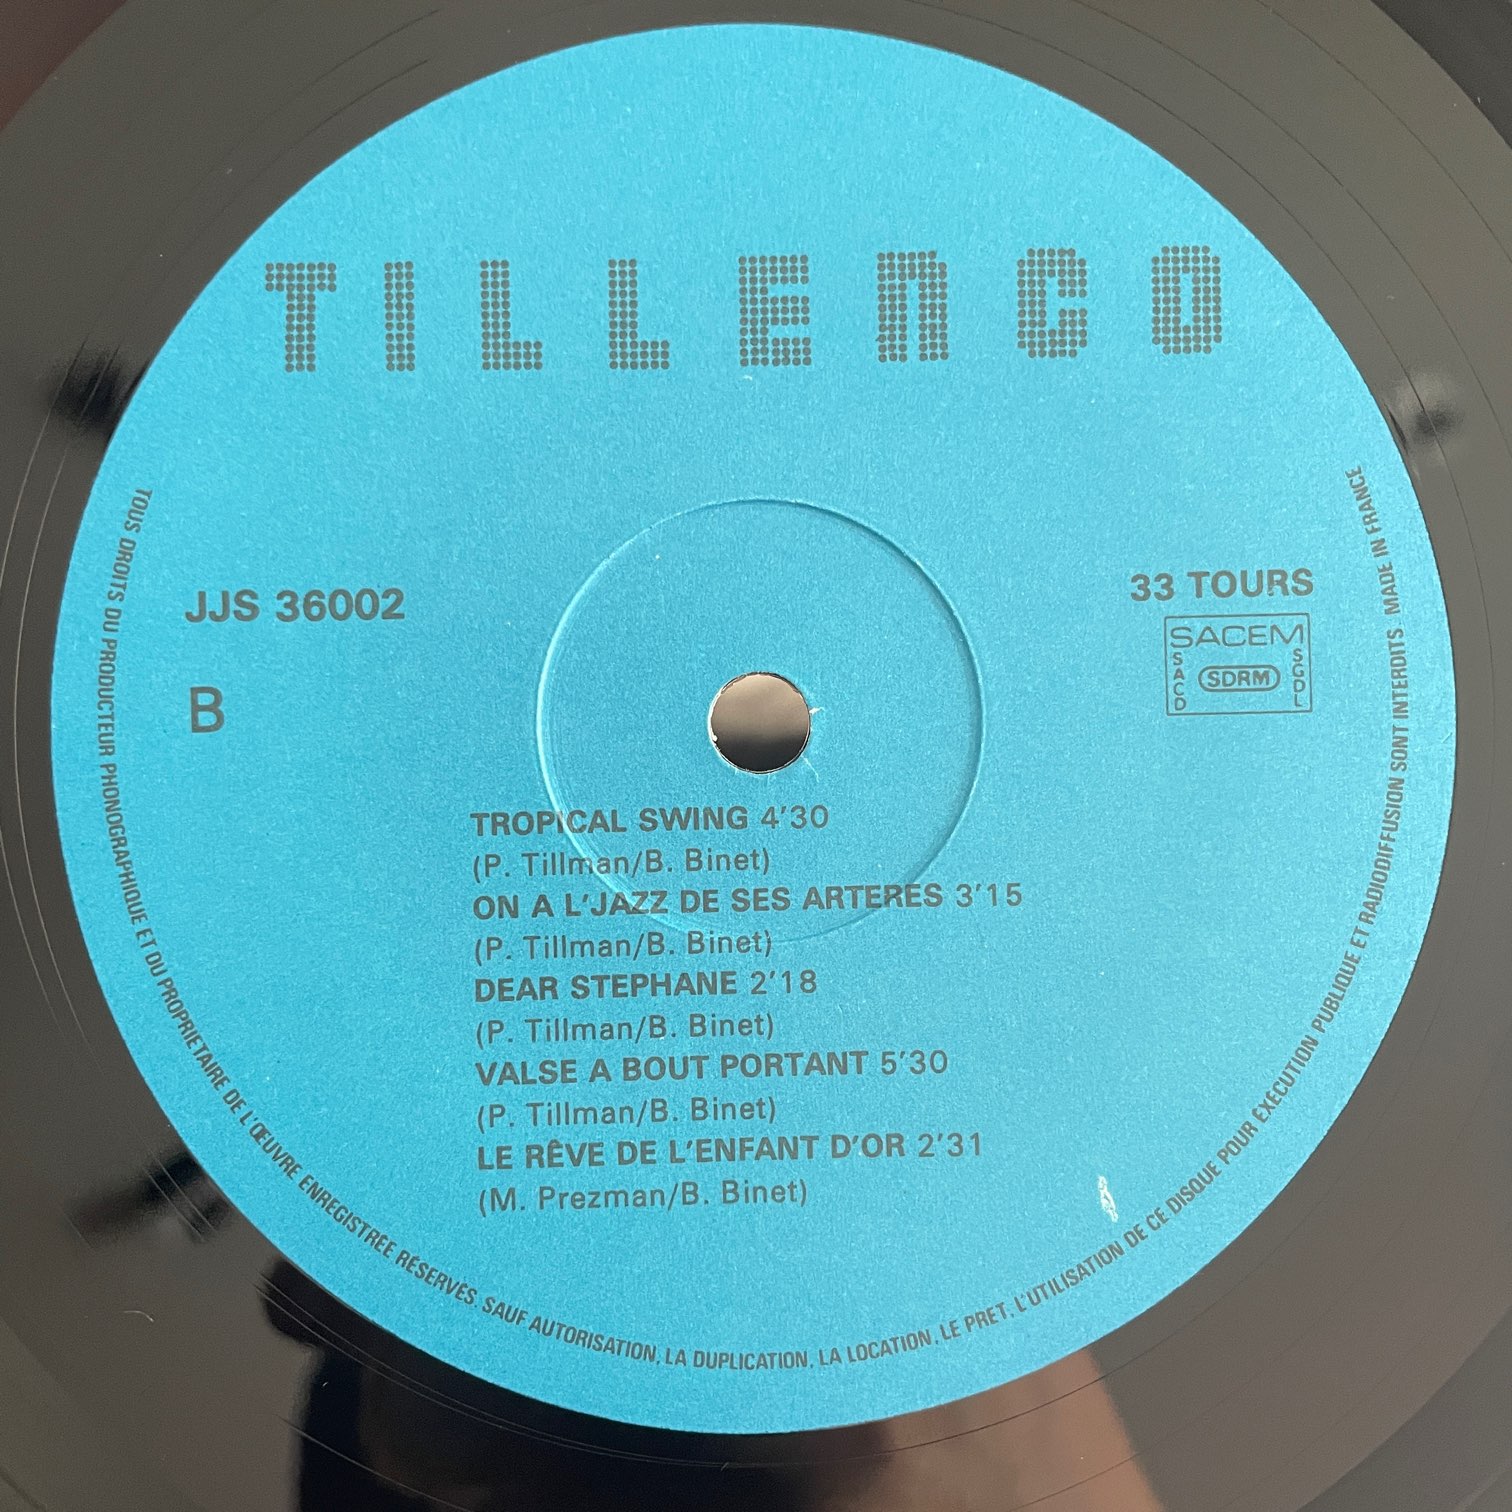 TILLENCO
JJS 36002
B
33 TOURS
SACEM
SACD
SDRM
SGDL
TROPICAL SWING 4'30
(P. Tillman/B. Binet)
ON A L'JAZZ DE SES ARTERES 3'15
(P. Tillman/B. Binet)
DEAR STEPHANE 2'18
(P. Tillman/B. Binet)
VALSE A BOUT PORTANT 5'30
(P. Tillman/B. Binet)
LE RÊVE DE L'ENFANT D'OR 2'31
(M. Prezman/B. Binet)
TOUS DROITS DU PRODUCTEUR PHONOGRAPHIQUE ET DU PROPRIETAIRE DE L'ŒUVRE ENREGISTRÉE RÉSERVÉS. SAUF AUTORISATION, LA DUPLICATION, LA LOCATION, LE PRET, L'UTILISATION DE CE DISQUE POUR EXECUTION PUBLIQUE ET RADIODIFFUSION SONT INTERDITS MADE IN FRANCE